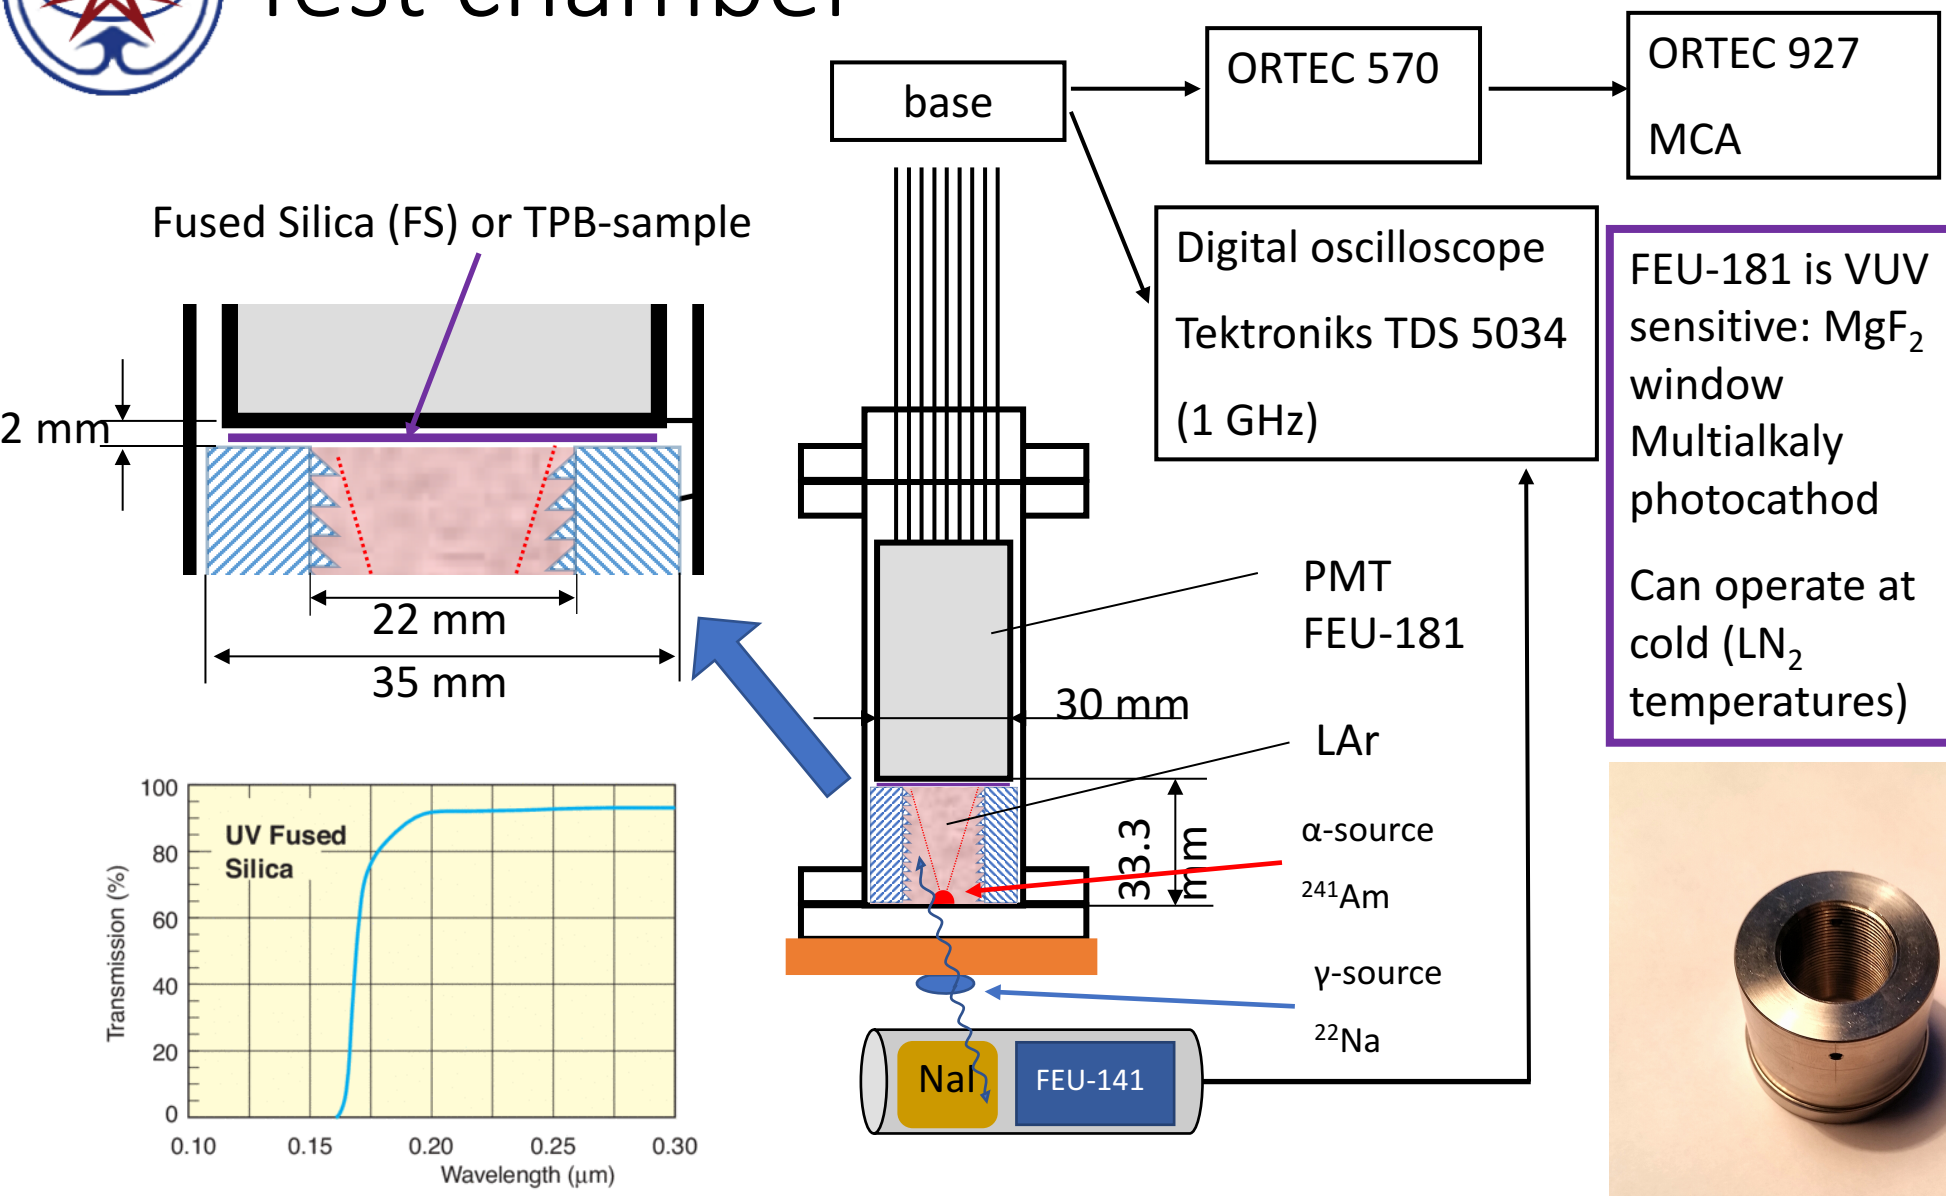 Test chamber
base
ORTEC 570
ORTEC 927
MCA
Fused Silica (FS) or TPB-sample
Digital oscilloscope
Tektroniks TDS 5034
(1 GHz)
FEU-181 is VUV
sensitive: MgF₂
window
Multialkaly
photocathod
Can operate at
cold (LN₂
temperatures)
2 mm
22 mm
35 mm
PMT
FEU-181
30 mm
LAr
33.3
mm
α-source
²⁴¹Am
γ-source
²²Na
NaI
FEU-141
UV Fused
Silica
Transmission (%)
100
80
60
40
20
0
0.10
0.15
0.20
0.25
0.30
Wavelength (μm)